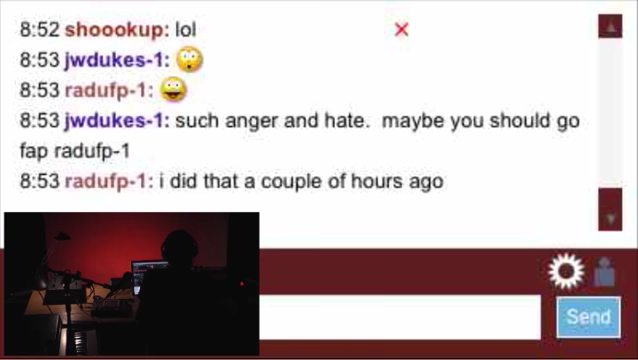 8:52 shoookup: lol
8:53 jwdukes-1:
8:53 radufp-1:
8:53 jwdukes-1: such anger and hate.  maybe you should go
fap radufp-1
8:53 radufp-1: i did that a couple of hours ago
Send